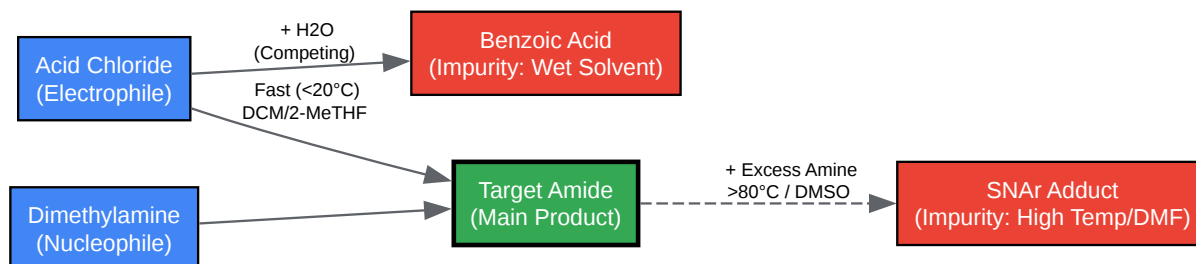 Acid Chloride
(Electrophile)
+ H2O
(Competing)
Benzoic Acid
(Impurity: Wet Solvent)
Fast (<20°C)
DCM/2-MeTHF
Dimethylamine
(Nucleophile)
Target Amide
(Main Product)
+ Excess Amine
>80°C / DMSO
SNAr Adduct
(Impurity: High Temp/DMF)